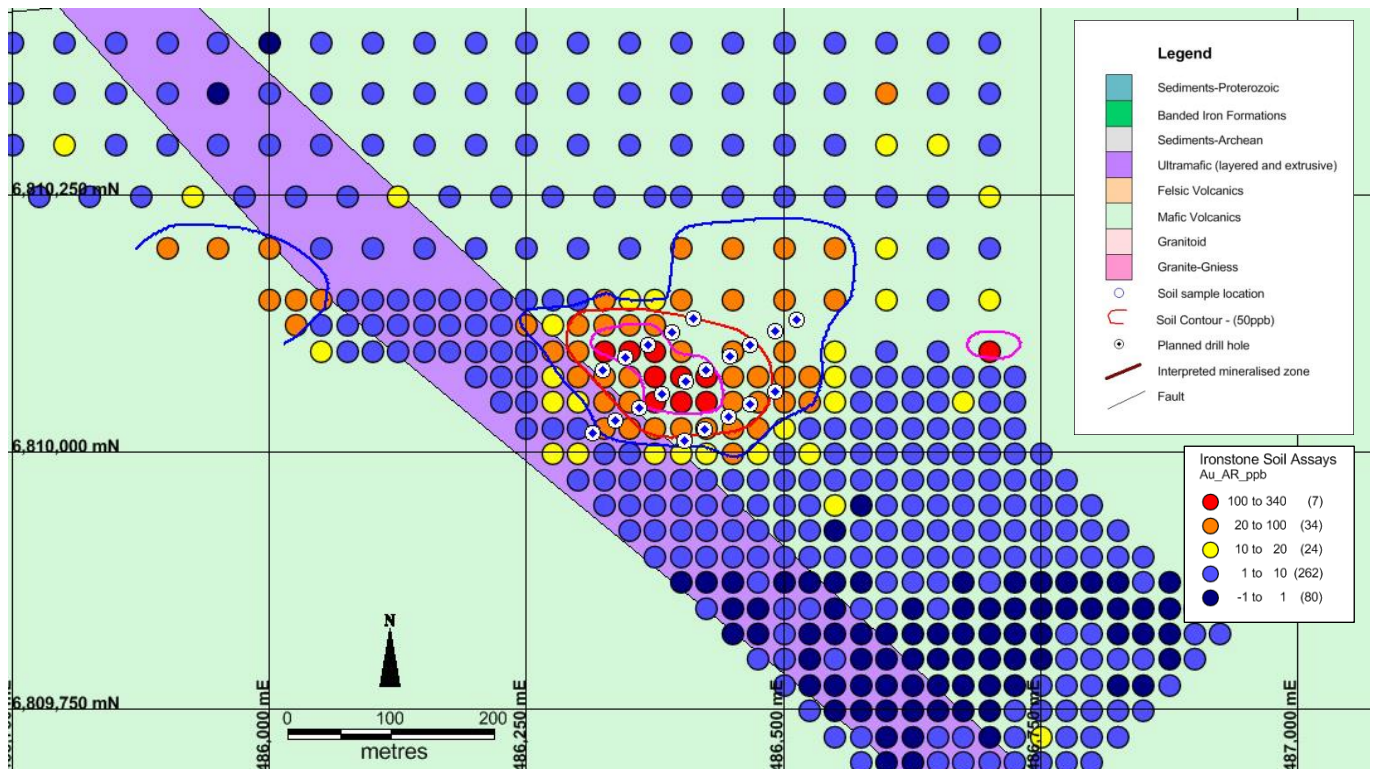 Legend
Sediments-Proterozoic
Banded Iron Formations
Sediments-Archean
Ultramafic (layered and extrusive)
Felsic Volcanics
Mafic Volcanics
Granitoid
Granite-Gniess
Soil sample location
Soil Contour - (50ppb)
Planned drill hole
Interpreted mineralised zone
Fault
6,810,250 mN
6,810,000 mN
Ironstone Soil Assays
Au_AR_ppb
100 to 340 (7)
20 to 100 (34)
10 to 20 (24)
1 to 10 (262)
-1 to 1 (80)
N
6,809,750 mN
486,000 mE
486,250 mE
486,500 mE
486,750 mE
487,000 mE
0 100 200
metres